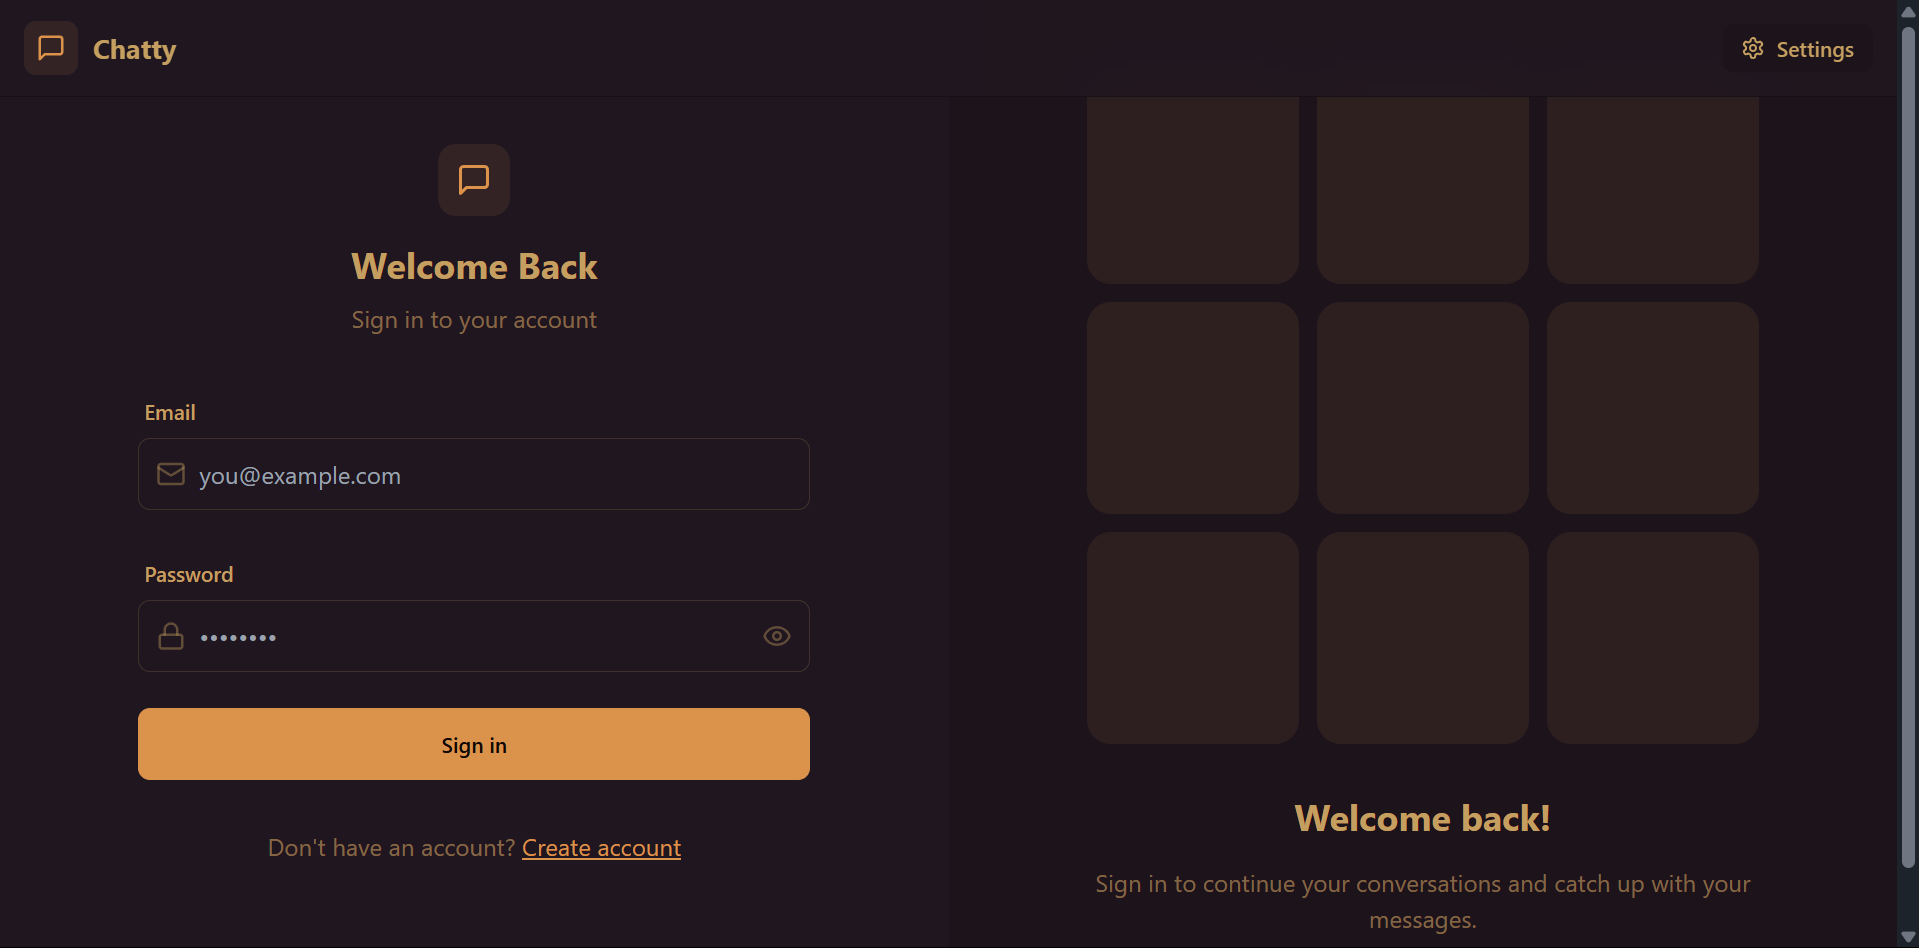 Chatty
Settings
Welcome Back
Sign in to your account
Email
you@example.com
Password
••••••••
Sign in
Don't have an account? Create account
Welcome back!
Sign in to continue your conversations and catch up with your
messages.